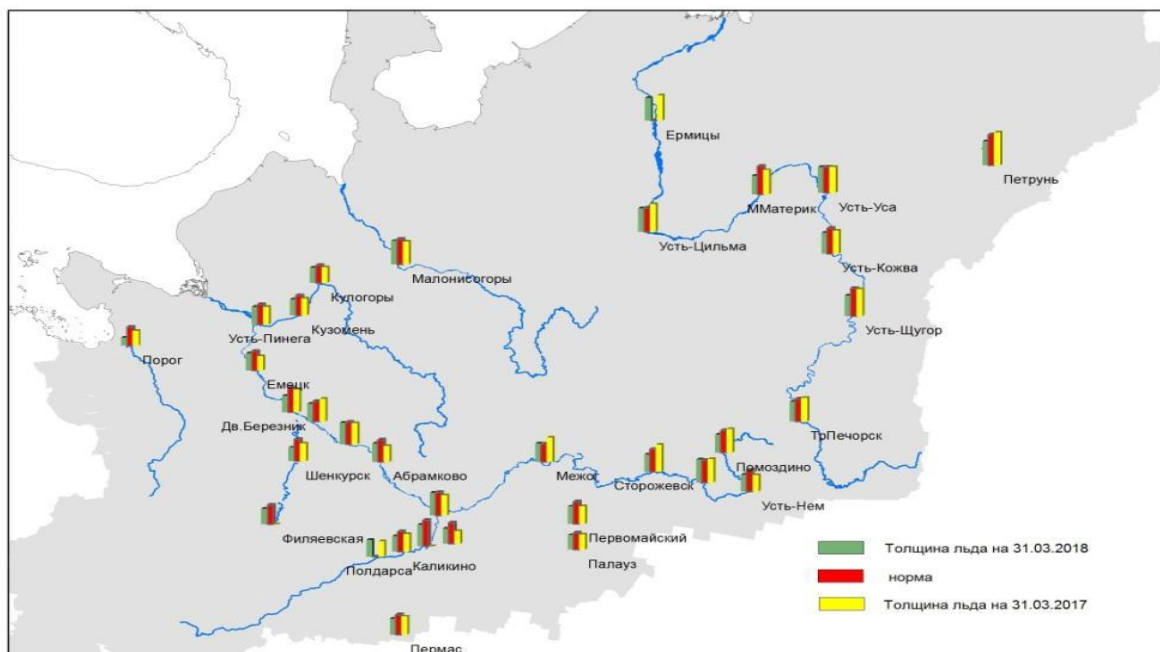 Ермицы
Петрунь
ММатерик
Усть-Уса
Усть-Цильма
Усть-Кожва
Малонисогоры
Кулогоры
Усть-Щугор
Кузомень
Усть-Пинега
Порог
Емецк
Дв.Березник
ТрПечорск
Шенкурск
Абрамково
Межог
Помоздино
Сторожевск
Усть-Нем
Филяевская
Первомайский
Каликино
Палауз
Полдарса
Пермас
Толщина льда на 31.03.2018
норма
Толщина льда на 31.03.2017